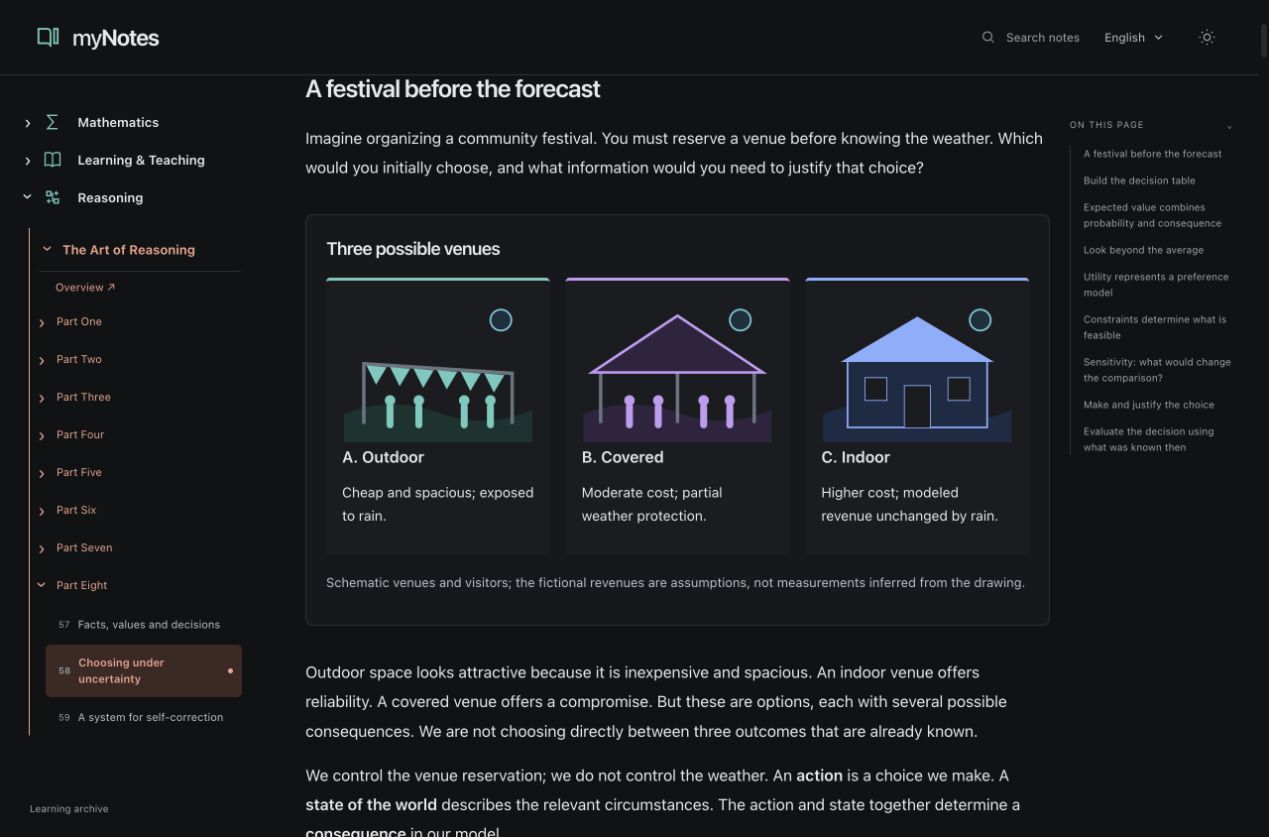 myNotes
Search notes
English
Mathematics
Learning & Teaching
Reasoning
The Art of Reasoning
Overview ↗
Part One
Part Two
Part Three
Part Four
Part Five
Part Six
Part Seven
Part Eight
57 Facts, values and decisions
58 Choosing under
uncertainty
59 A system for self-correction
Learning archive
A festival before the forecast
Imagine organizing a community festival. You must reserve a venue before knowing the weather. Which
would you initially choose, and what information would you need to justify that choice?
Three possible venues
A. Outdoor
Cheap and spacious; exposed
to rain.
B. Covered
Moderate cost; partial
weather protection.
C. Indoor
Higher cost; modeled
revenue unchanged by rain.
Schematic venues and visitors; the fictional revenues are assumptions, not measurements inferred from the drawing.
Outdoor space looks attractive because it is inexpensive and spacious. An indoor venue offers
reliability. A covered venue offers a compromise. But these are options, each with several possible
consequences. We are not choosing directly between three outcomes that are already known.
We control the venue reservation; we do not control the weather. An action is a choice we make. A
state of the world describes the relevant circumstances. The action and state together determine a
consequence in our model.
ON THIS PAGE
A festival before the forecast
Build the decision table
Expected value combines
probability and consequence
Look beyond the average
Utility represents a preference
model
Constraints determine what is
feasible
Sensitivity: what would change
the comparison?
Make and justify the choice
Evaluate the decision using
what was known then